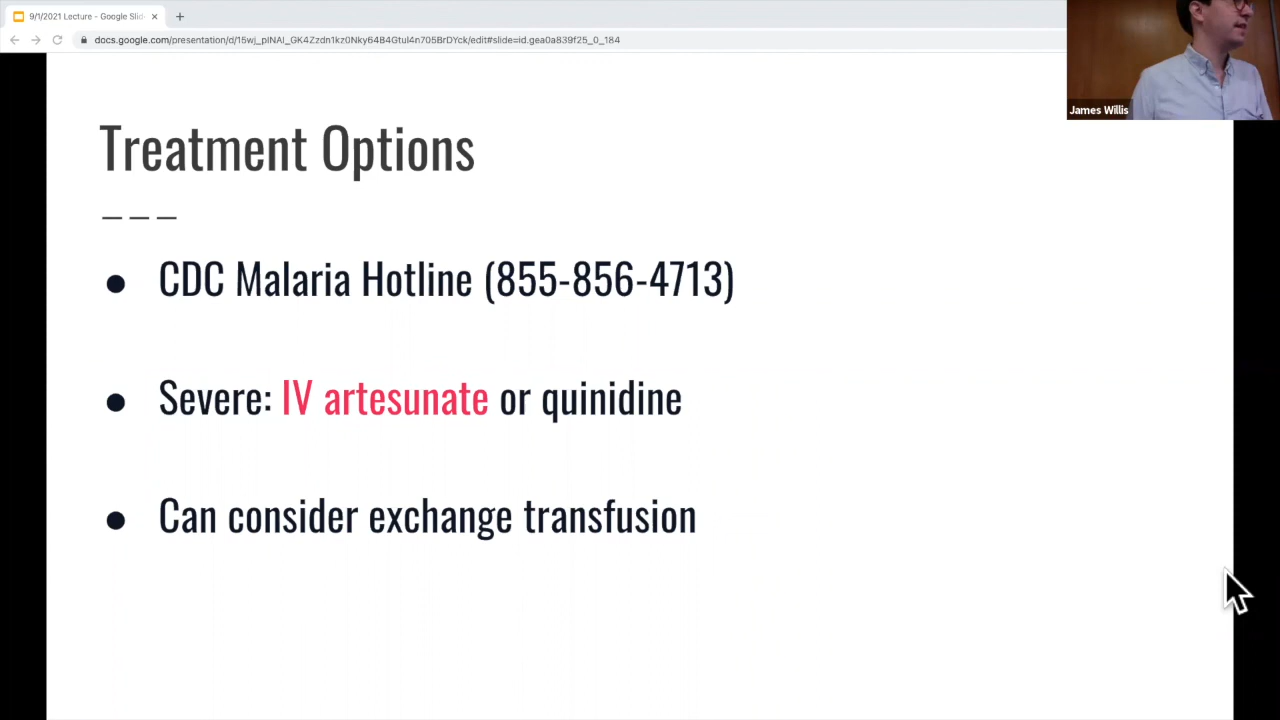 9/1/2021 Lecture - Google Slid
docs.google.com/presentation/d/15wj_pINAI_GK4Zzdn1kz0Nky64B4Gtul4n705BrDYck/edit#slide=id.gea0a839f25_0_184
James Willis
Treatment Options
● CDC Malaria Hotline (855-856-4713)
● Severe: IV artesunate or quinidine
● Can consider exchange transfusion